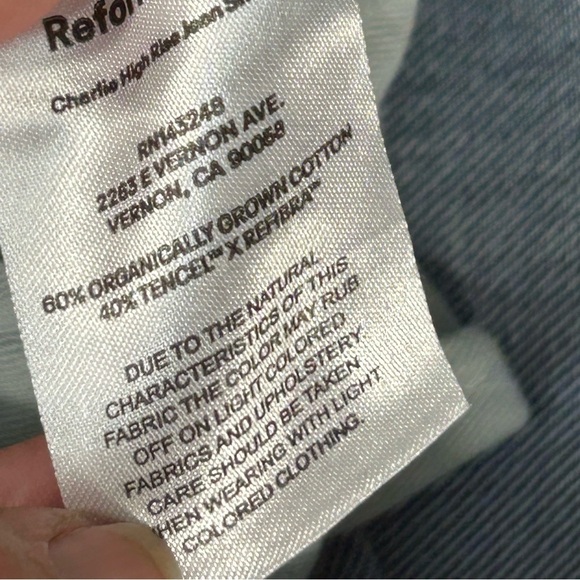 Refor
Charlie High Rise Jean
RN143248
2263 E VERNON AVE.
VERNON, CA 90058
60% ORGANICALLY GROWN COTTON
40% TENCEL™ X REFIBRA™
DUE TO THE NATURAL
CHARACTERISTICS OF THIS
FABRIC THE COLOR MAY RUB
OFF ON LIGHT COLORED
FABRICS AND UPHOLSTERY.
CARE SHOULD BE TAKEN
WHEN WEARING WITH LIGHT
COLORED CLOTHING.